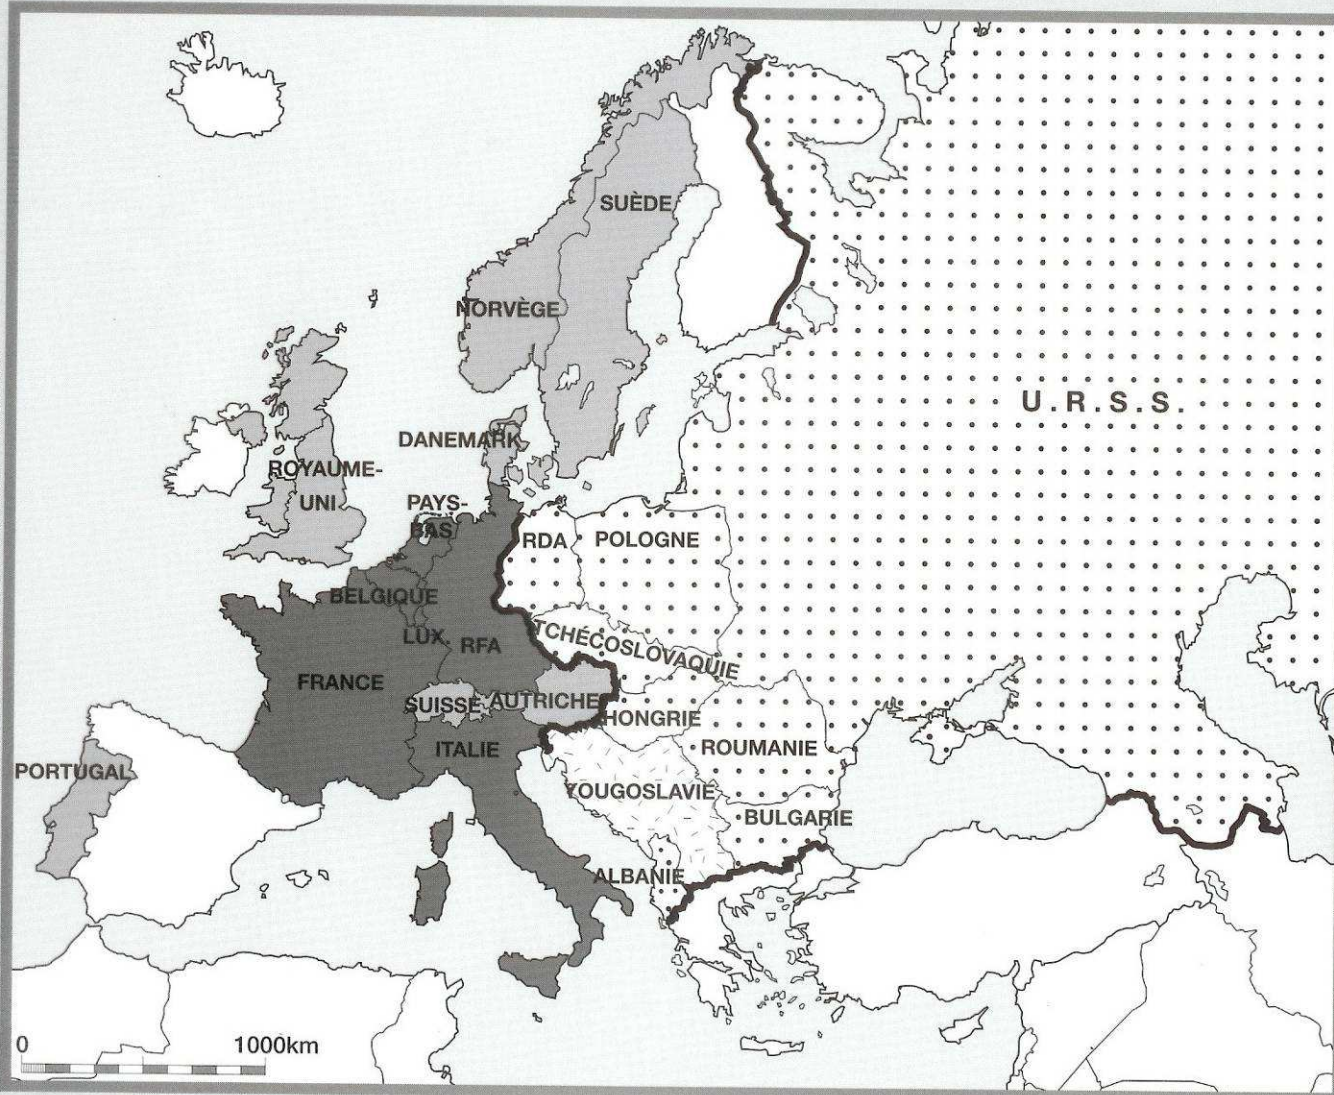 SUÈDE
NORVÈGE
U.R.S.S.
DANEMARK
ROYAUME-
UNI
PAYS-
BAS
RDA
POLOGNE
BELGIQUE
LUX.
RFA
TCHÉCOSLOVAQUIE
FRANCE
SUISSE
AUTRICHE
HONGRIE
ITALIE
ROUMANIE
PORTUGAL
YOUGOSLAVIE
BULGARIE
ALBANIE
0
1000km